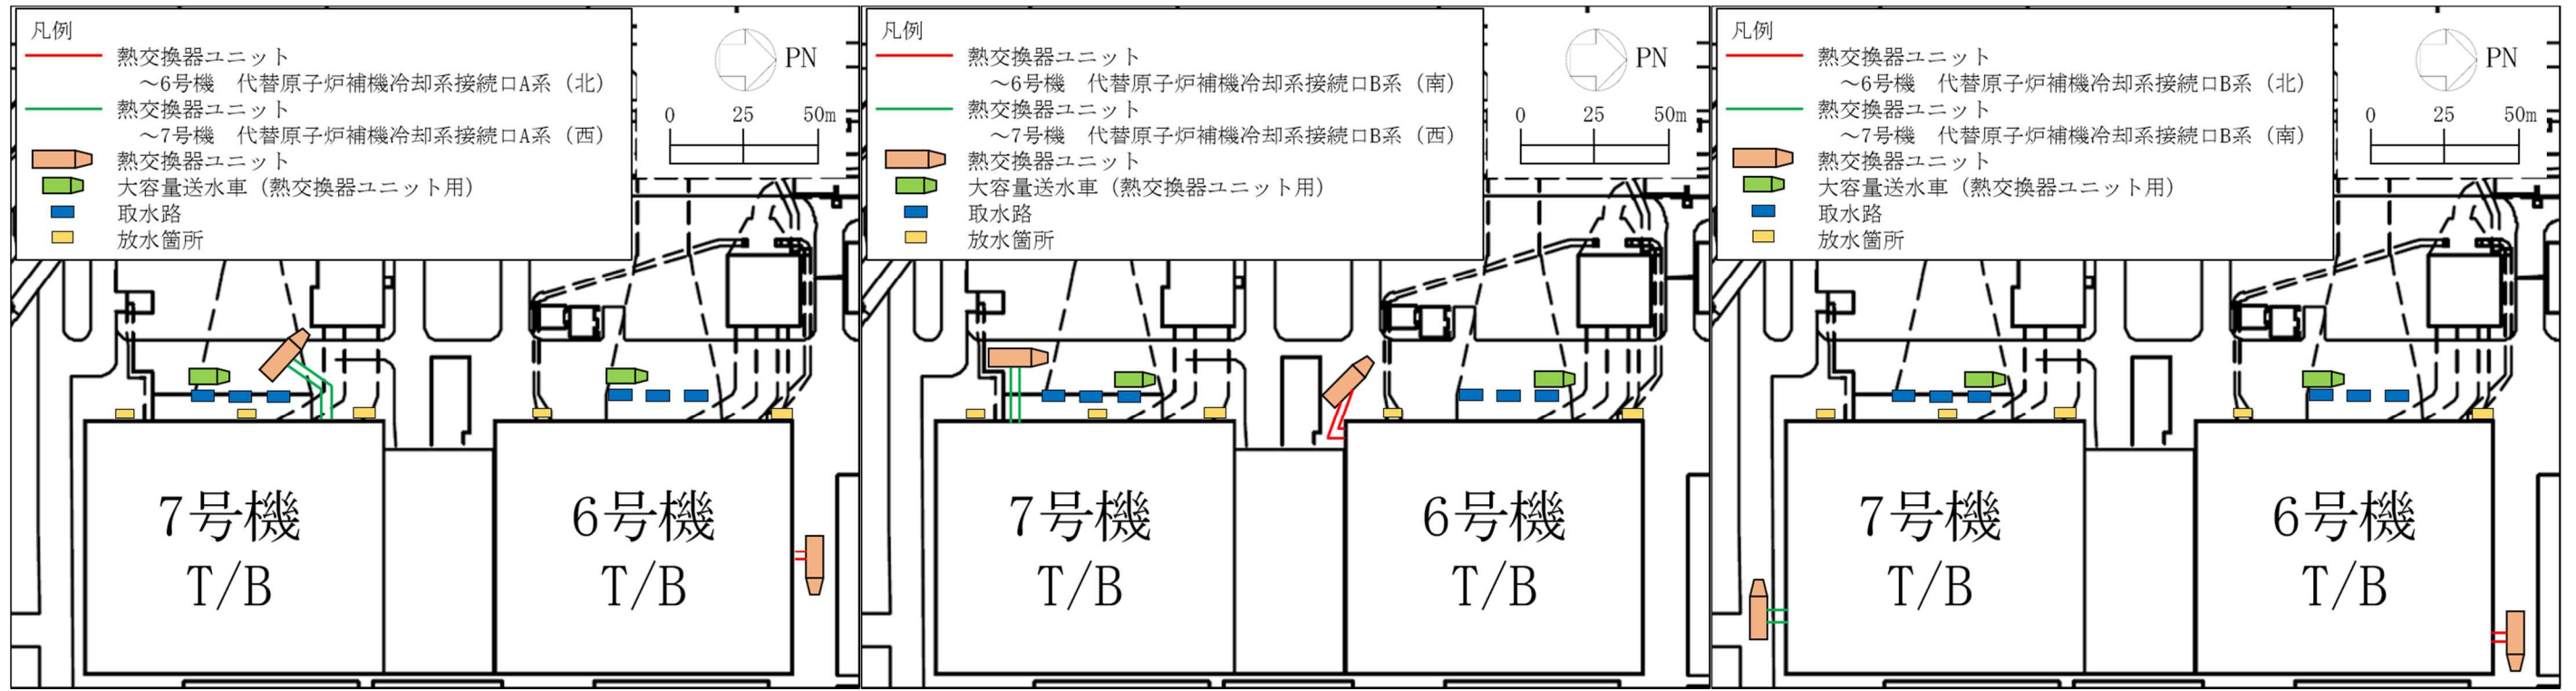 凡例
熱交換器ユニット
～6号機　代替原子炉補機冷却系接続口A系（北）
熱交換器ユニット
～7号機　代替原子炉補機冷却系接続口A系（西）
熱交換器ユニット
大容量送水車（熱交換器ユニット用）
取水路
放水箇所
PN
0 25 50m
7号機
T/B
6号機
T/B
凡例
熱交換器ユニット
～6号機　代替原子炉補機冷却系接続口B系（南）
熱交換器ユニット
～7号機　代替原子炉補機冷却系接続口B系（西）
熱交換器ユニット
大容量送水車（熱交換器ユニット用）
取水路
放水箇所
PN
0 25 50m
7号機
T/B
6号機
T/B
凡例
熱交換器ユニット
～6号機　代替原子炉補機冷却系接続口B系（北）
熱交換器ユニット
～7号機　代替原子炉補機冷却系接続口B系（南）
熱交換器ユニット
大容量送水車（熱交換器ユニット用）
取水路
放水箇所
PN
0 25 50m
7号機
T/B
6号機
T/B